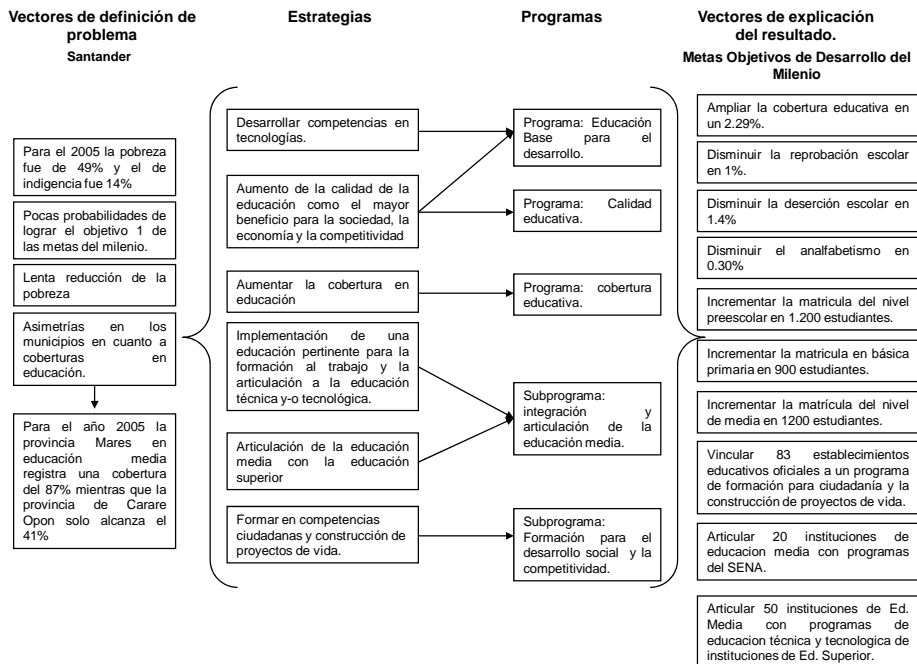 Vectores de definición de
problema
Santander
Para el 2005 la pobreza
fue de 49% y el de
indigencia fue 14%
Pocas probabilidades de
lograr el objetivo 1 de
las metas del milenio.
Lenta reducción de la
pobreza
Asimetrías en los
municipios en cuanto a
coberturas en
educación.
Para el año 2005 la
provincia Mares en
educación media
registra una cobertura
del 87% mientras que la
provincia de Carare
Opon solo alcanza el
41%
Estrategias
Desarrollar competencias en
tecnologías.
Aumento de la calidad de la
educación como el mayor
beneficio para la sociedad, la
economía y la competitividad
Aumentar la cobertura en
educación
Implementación de una
educación pertinente para la
formación al trabajo y la
articulación a la educación
técnica y-o tecnológica.
Articulación de la educación
media con la educación
superior
Formar en competencias
ciudadanas y construcción de
proyectos de vida.
Programas
Programa: Educación
Base para el
desarrollo.
Programa: Calidad
educativa.
Programa: cobertura
educativa.
Subprograma:
integración y
articulación de la
educación media.
Subprograma:
Formación para el
desarrollo social y la
competitividad.
Vectores de explicación
del resultado.
Metas Objetivos de Desarrollo del
Milenio
Ampliar la cobertura educativa en
un 2.29%.
Disminuir la reprobación escolar
en 1%.
Disminuir la deserción escolar en
1.4%
Disminuir el analfabetismo en
0.30%
Incrementar la matricula del nivel
preescolar en 1.200 estudiantes.
Incrementar la matricula en básica
primaria en 900 estudiantes.
Incrementar la matrícula del nivel
de media en 1200 estudiantes.
Vincular 83 establecimientos
educativos oficiales a un programa
de formación para ciudadanía y la
construcción de proyectos de vida.
Articular 20 instituciones de
educacion media con programas
del SENA.
Articular 50 instituciones de Ed.
Media con programas de
educacion técnica y tecnologica de
instituciones de Ed. Superior.